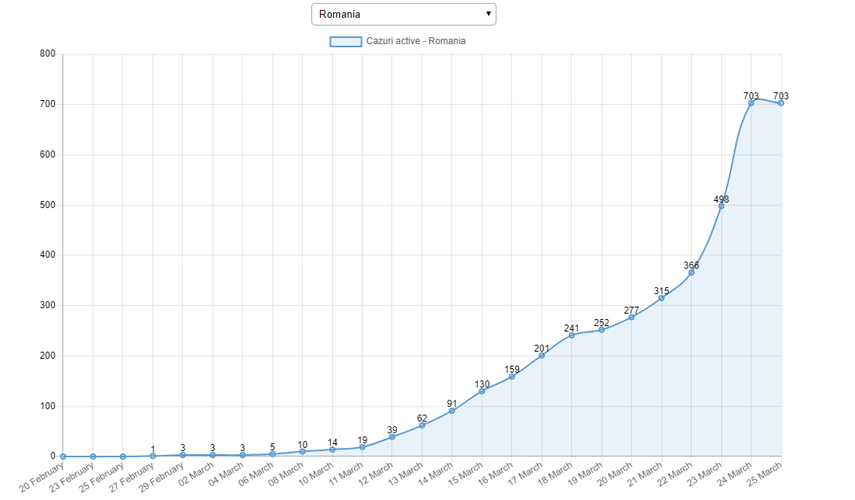 Romania
Cazuri active - Romania
800
700
600
500
400
300
200
100
0
1
3
3
3
5
10
14
19
39
62
91
130
159
201
241
252
277
315
366
498
703
703
20 February
23 February
25 February
27 February
29 February
02 March
04 March
06 March
08 March
10 March
11 March
12 March
13 March
14 March
15 March
16 March
17 March
18 March
19 March
20 March
21 March
22 March
23 March
24 March
25 March